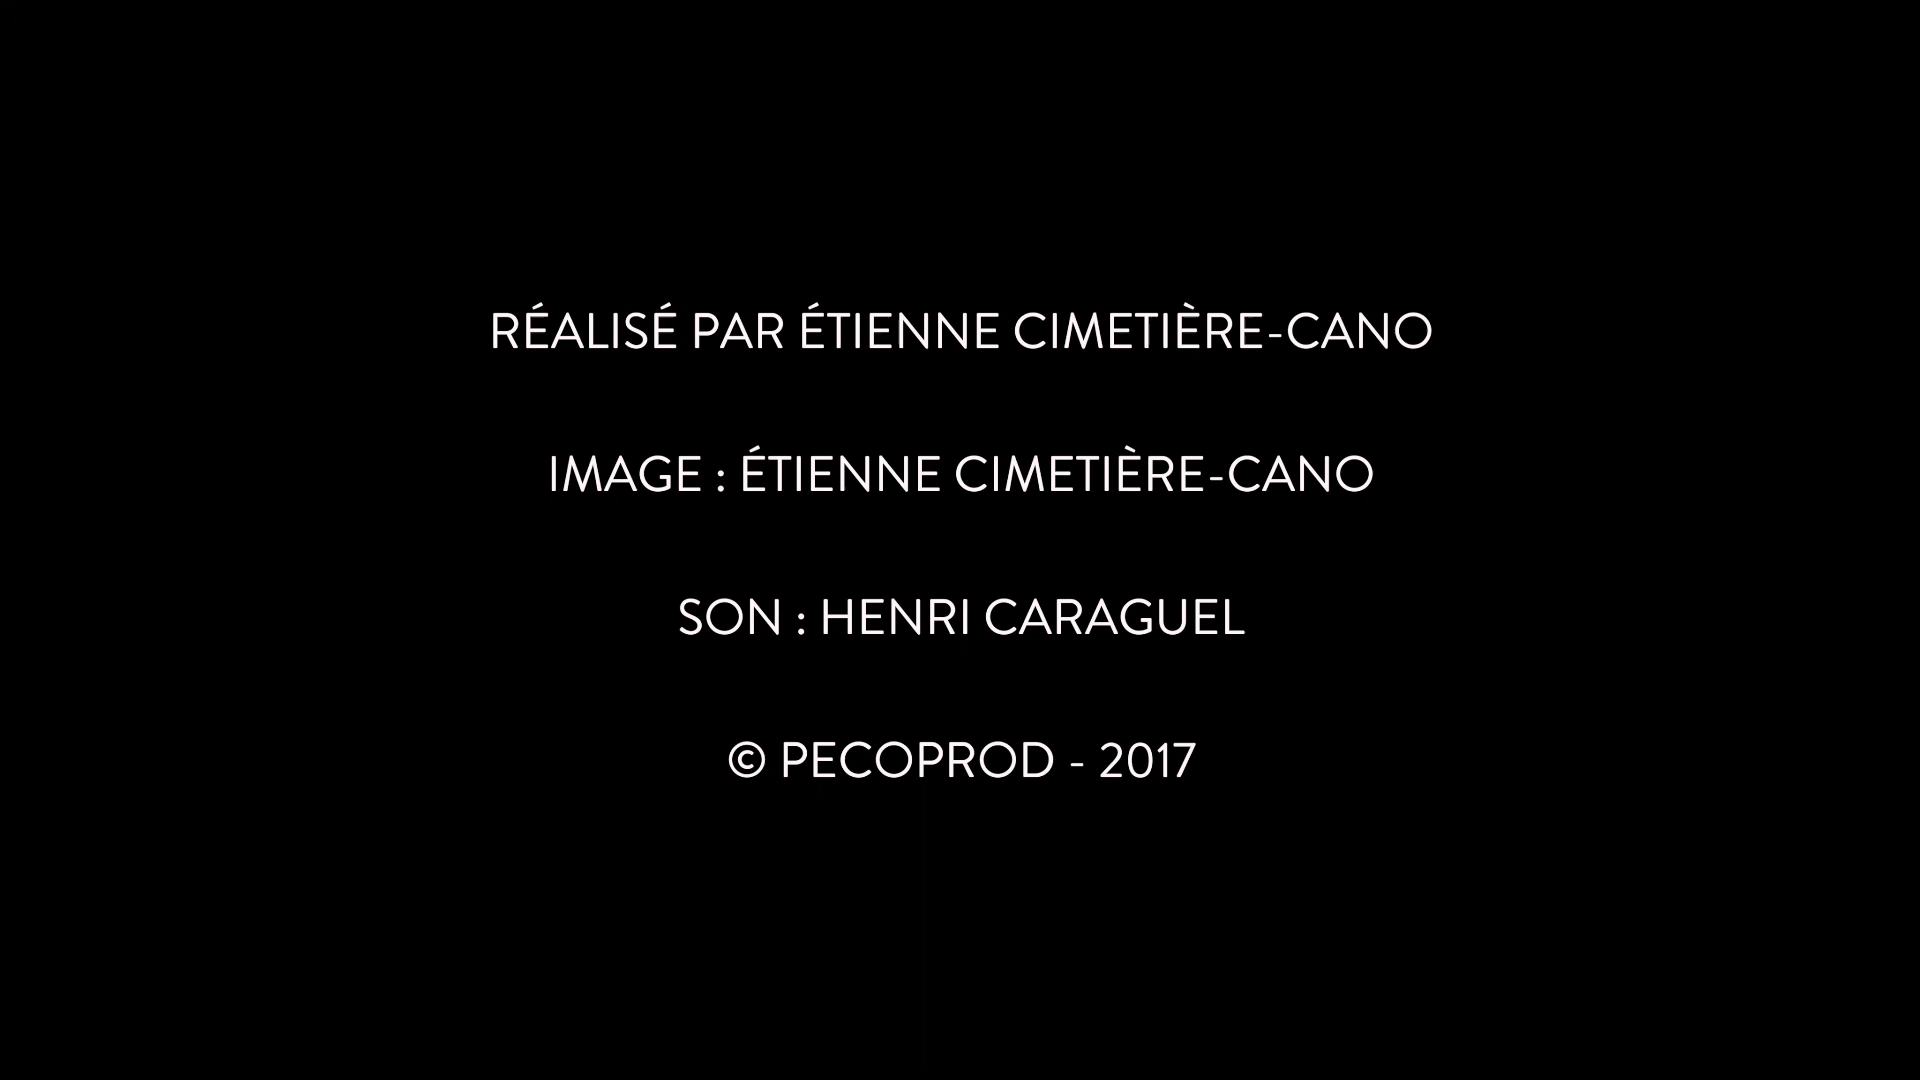 RÉALISÉ PAR ÉTIENNE CIMETIÈRE-CANO
IMAGE : ÉTIENNE CIMETIÈRE-CANO
SON : HENRI CARAGUEL
© PECOPROD - 2017